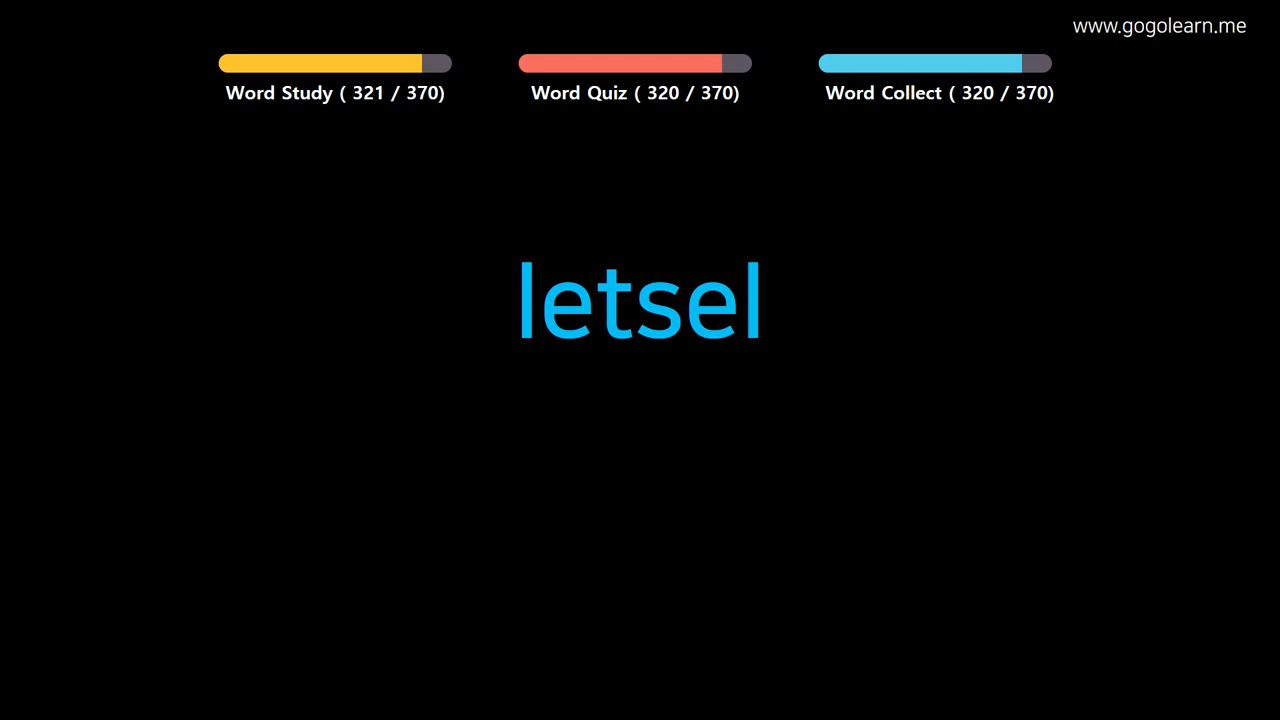 www.gogolearn.me
Word Study ( 321 / 370)
Word Quiz ( 320 / 370)
Word Collect ( 320 / 370)
letsel